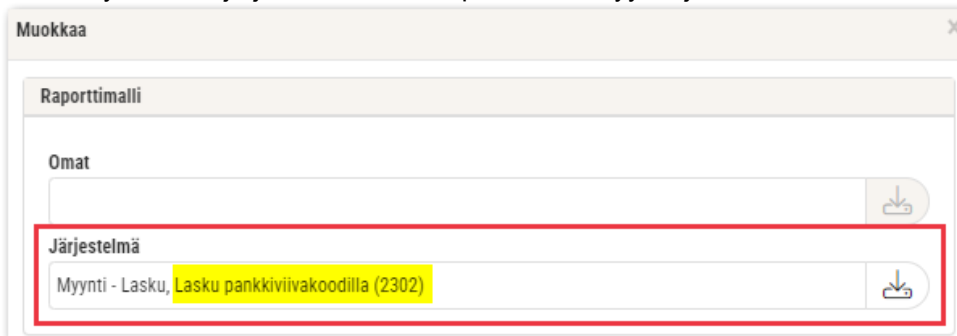 Muokkaa
×
Raporttimalli
Omat
Järjestelmä
Myynti - Lasku, Lasku pankkiviivakoodilla (2302)